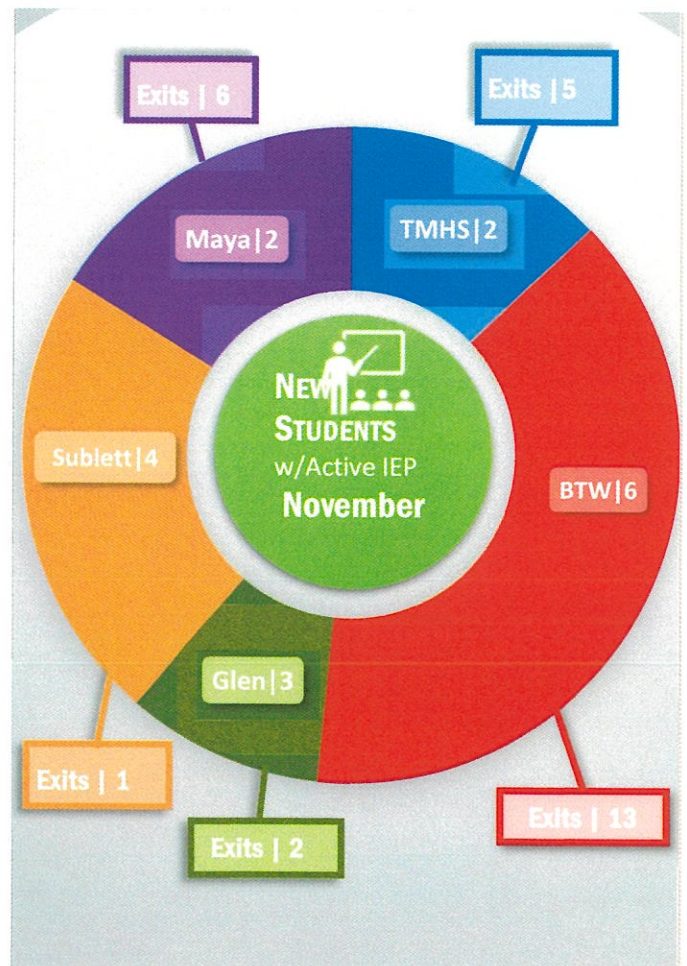 Exits | 6
Exits | 5
Maya|2
TMHS|2
NEW
STUDENTS
w/Active IEP
November
Sublett|4
BTW|6
Glen|3
Exits | 1
Exits | 2
Exits | 13